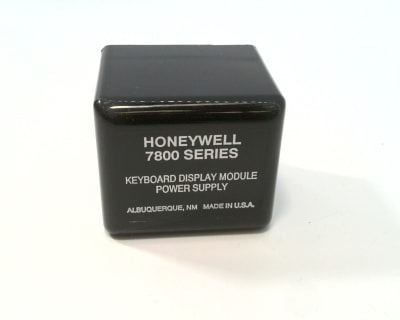 HONEYWELL
7800 SERIES
KEYBOARD DISPLAY MODULE
POWER SUPPLY
ALBUQUERQUE, NM MADE IN U.S.A.